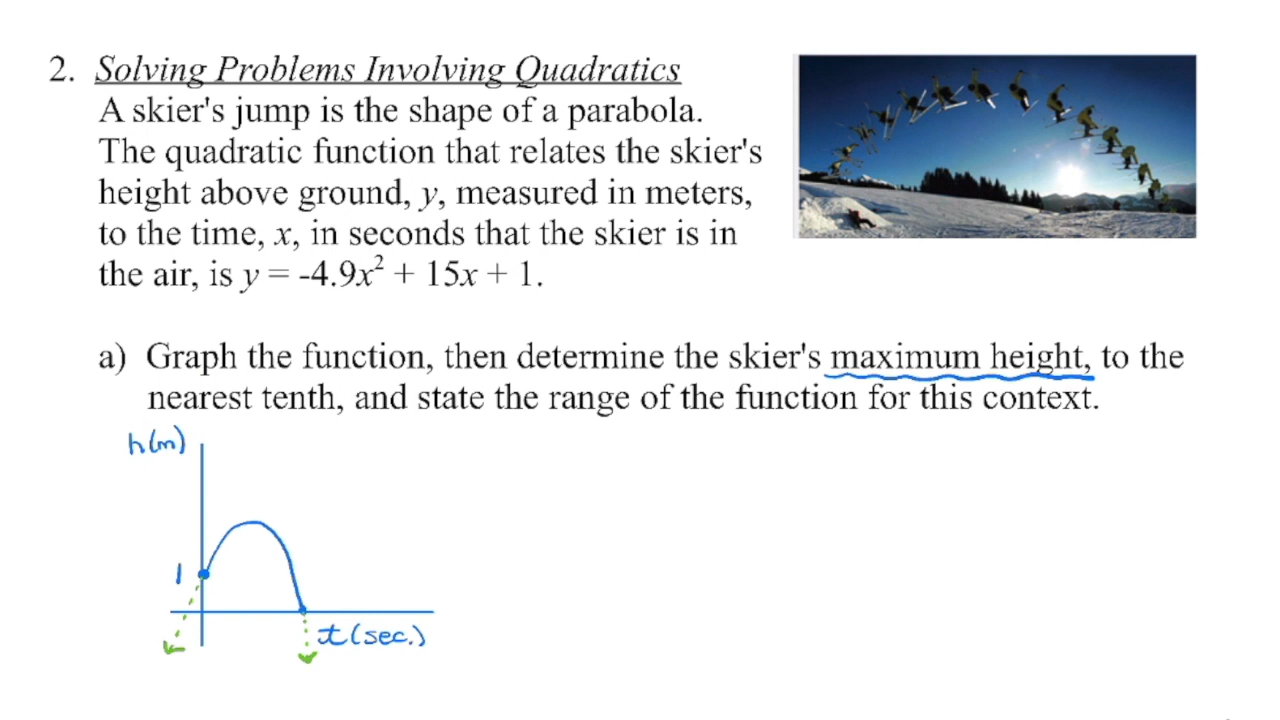 2. Solving Problems Involving Quadratics
A skier's jump is the shape of a parabola.
The quadratic function that relates the skier's
height above ground, y, measured in meters,
to the time, x, in seconds that the skier is in
the air, is y = -4.9x² + 15x + 1.
a) Graph the function, then determine the skier's maximum height, to the
nearest tenth, and state the range of the function for this context.
h(m)
1
t(sec.)